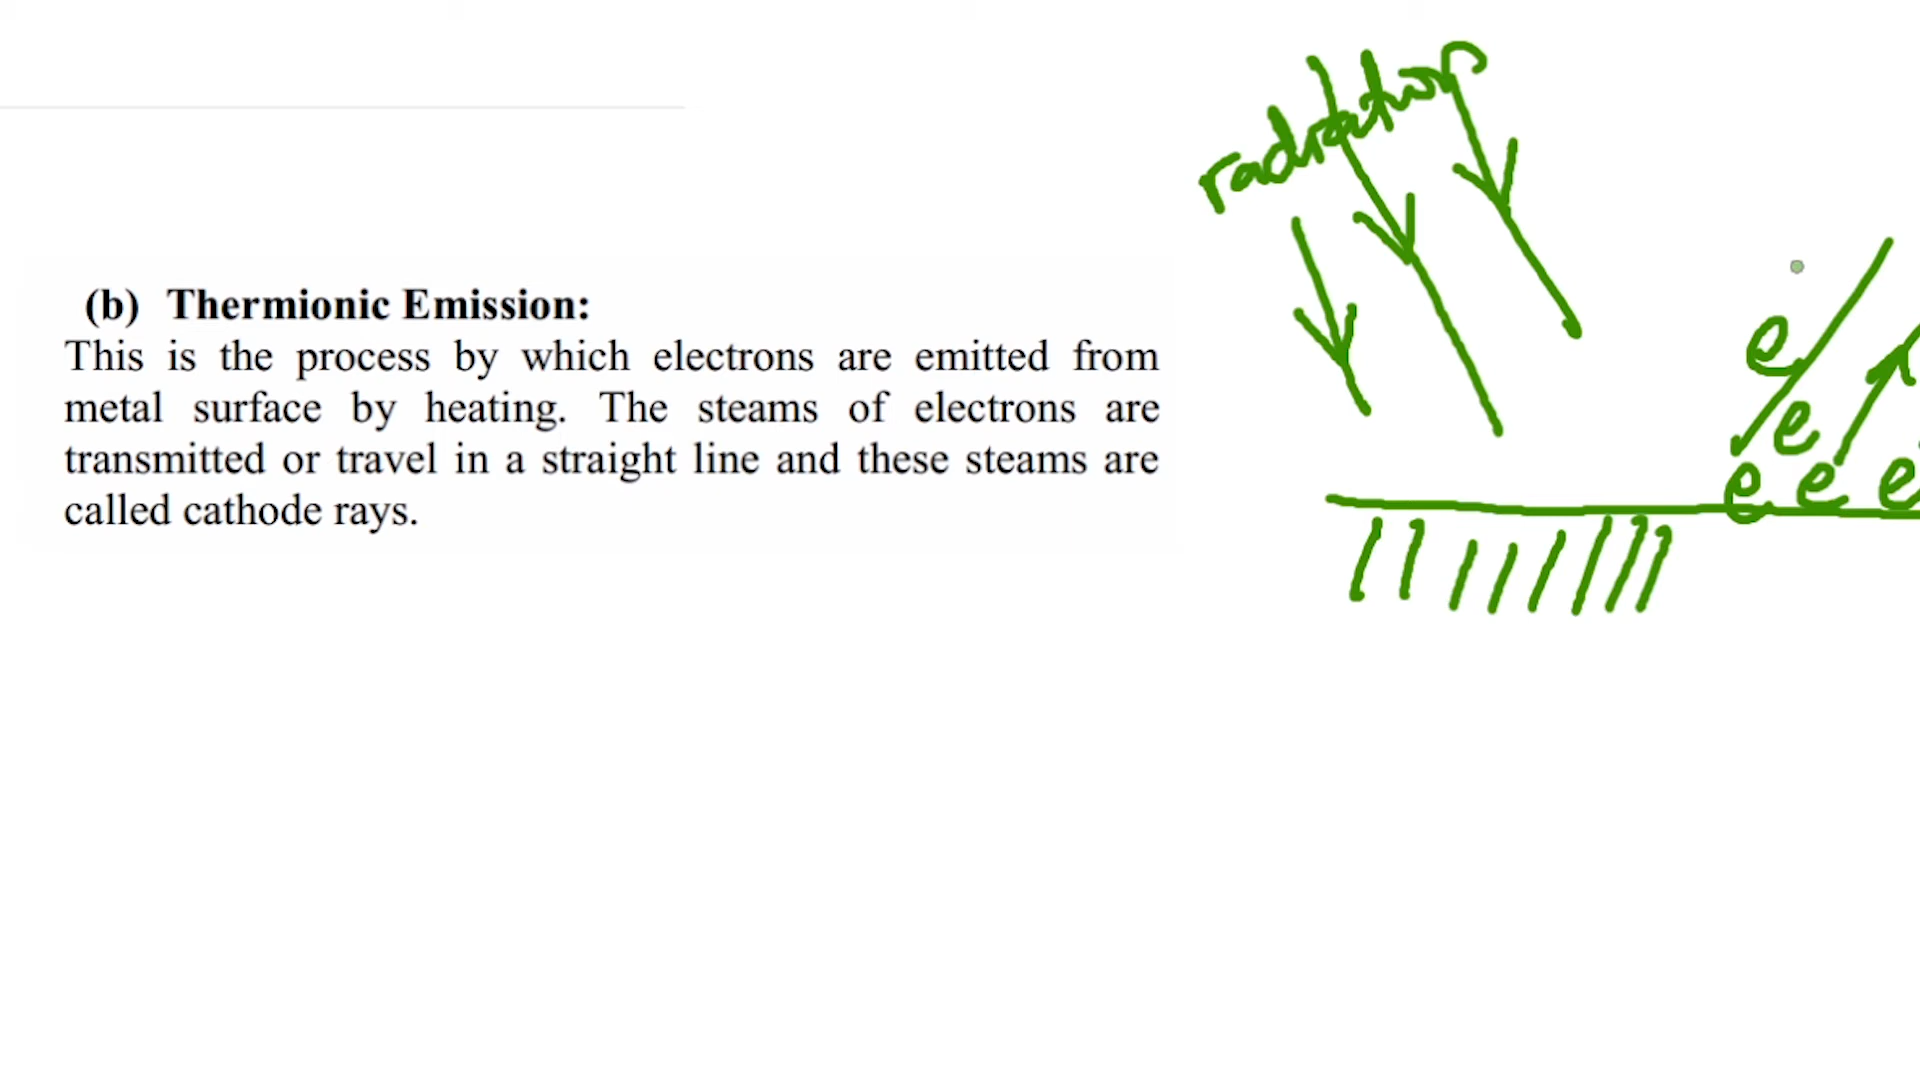 (b) Thermionic Emission:
This is the process by which electrons are emitted from
metal surface by heating. The steams of electrons are
transmitted or travel in a straight line and these steams are
called cathode rays.
radiation
e
e
e e e